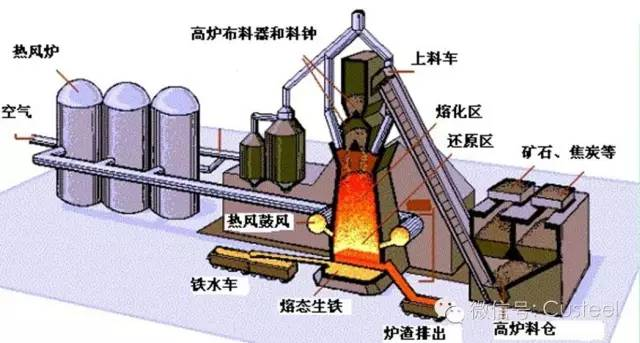 高炉布料器和料钟
热风炉
上料车
空气
熔化区
还原区
矿石、焦炭等
热风鼓风
铁水车
熔态生铁
炉渣排出
高炉料仓
微信号: Custeel